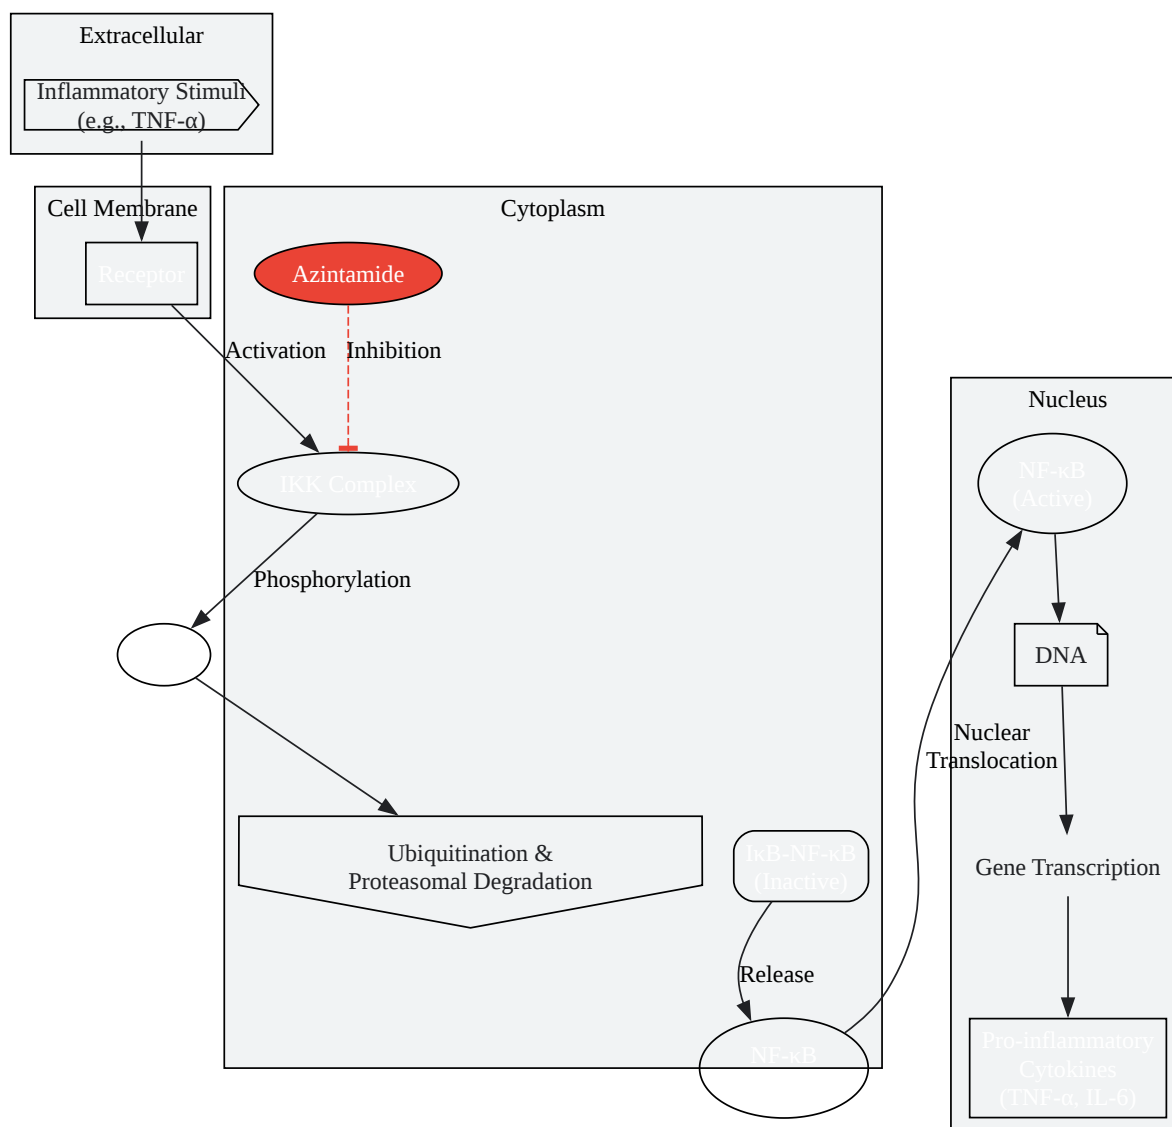 Extracellular
Inflammatory Stimuli
(e.g., TNF-α)
Cell Membrane
Receptor
Cytoplasm
Azintamide
Activation
Inhibition
IKK Complex
Phosphorylation
Ubiquitination &
Proteasomal Degradation
IκB-NF-κB
(Inactive)
Release
NF-κB
Nuclear
Translocation
Nucleus
NF-κB
(Active)
DNA
Gene Transcription
Pro-inflammatory
Cytokines
(TNF-α, IL-6)